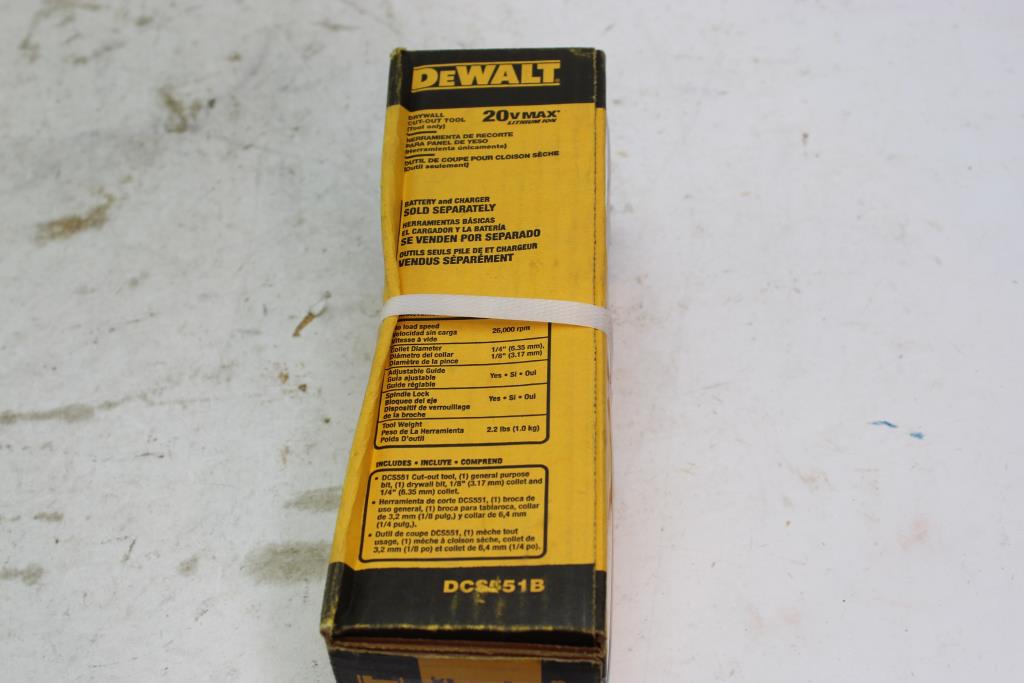 DEWALT
DRYWALL
CUT-OUT TOOL
(Tool only)
20V MAX*
LITHIUM ION
HERRAMIENTA DE RECORTE
PARA PANEL DE YESO
(Herramienta únicamente)
OUTIL DE COUPE POUR CLOISON SÈCHE
(Outil seulement)
BATTERY and CHARGER
SOLD SEPARATELY
HERRAMIENTAS BÁSICAS
EL CARGADOR Y LA BATERÍA
SE VENDEN POR SEPARADO
OUTILS SEULS PILE DE ET CHARGEUR
VENDUS SÉPARÉMENT
No load speed
Velocidad sin carga
Vitesse à vide
26,000 rpm
Collet Diameter
Diámetro del collar
Diamètre de la pince
1/4" (6.35 mm),
1/8" (3.17 mm)
Adjustable Guide
Guía ajustable
Guide réglable
Yes • Sí • Oui
Spindle Lock
Bloqueo del eje
Dispositif de verrouillage
de la broche
Yes • Sí • Oui
Tool Weight
Peso de La Herramienta
Poids D'outil
2.2 lbs (1.0 kg)
INCLUDES • INCLUYE • COMPREND
• DCS551 Cut-out tool, (1) general purpose
bit, (1) drywall bit, 1/8" (3.17 mm) collet and
1/4" (6.35 mm) collet.
• Herramienta de corte DCS551, (1) broca de
uso general, (1) broca para tablaroca, collar
de 3,2 mm (1/8 pulg.) y collar de 6,4 mm
(1/4 pulg.).
• Outil de coupe DCS551, (1) mèche tout
usage, (1) mèche à cloison sèche, collet de
3,2 mm (1/8 po) et collet de 6,4 mm (1/4 po).
DCS551B